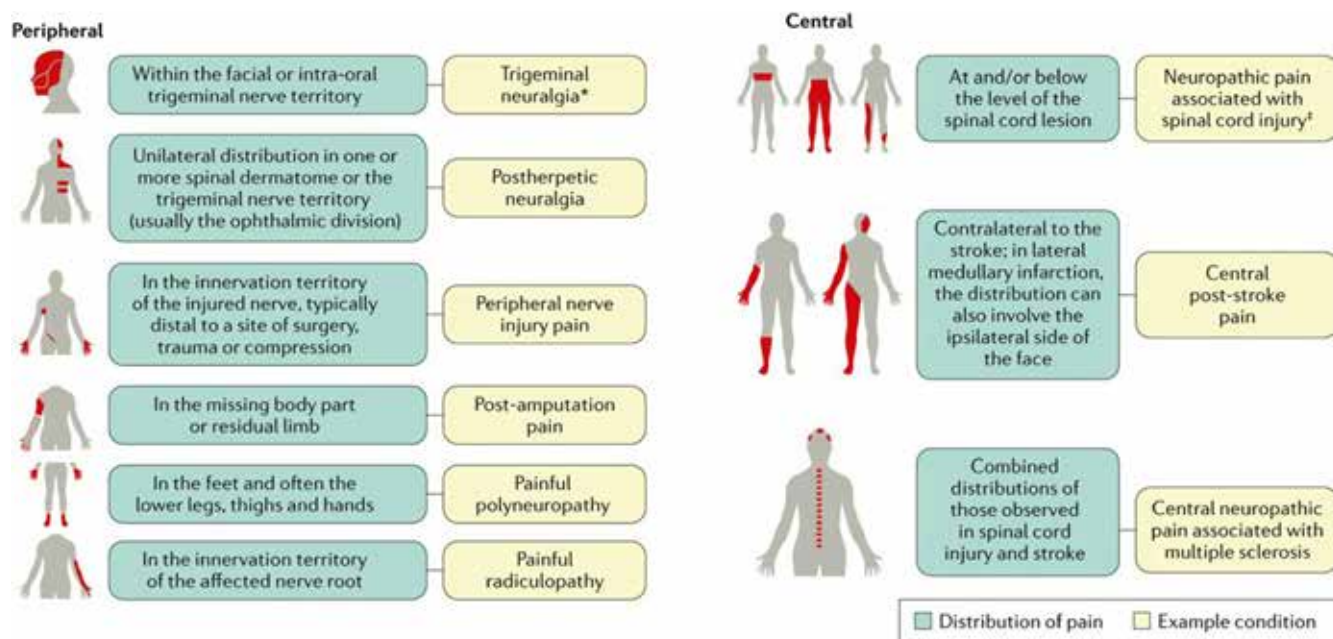 Peripheral
Within the facial or intra-oral
trigeminal nerve territory
Trigeminal
neuralgia*
Unilateral distribution in one or
more spinal dermatome or the
trigeminal nerve territory
(usually the ophthalmic division)
Postherpetic
neuralgia
In the innervation territory
of the injured nerve, typically
distal to a site of surgery,
trauma or compression
Peripheral nerve
injury pain
In the missing body part
or residual limb
Post-amputation
pain
In the feet and often the
lower legs, thighs and hands
Painful
polyneuropathy
In the innervation territory
of the affected nerve root
Painful
radiculopathy
Central
At and/or below
the level of the
spinal cord lesion
Neuropathic pain
associated with
spinal cord injury‡
Contralateral to the
stroke; in lateral
medullary infarction,
the distribution can
also involve the
ipsilateral side of
the face
Central
post-stroke
pain
Combined
distributions of
those observed
in spinal cord
injury and stroke
Central neuropathic
pain associated with
multiple sclerosis
Distribution of pain
Example condition